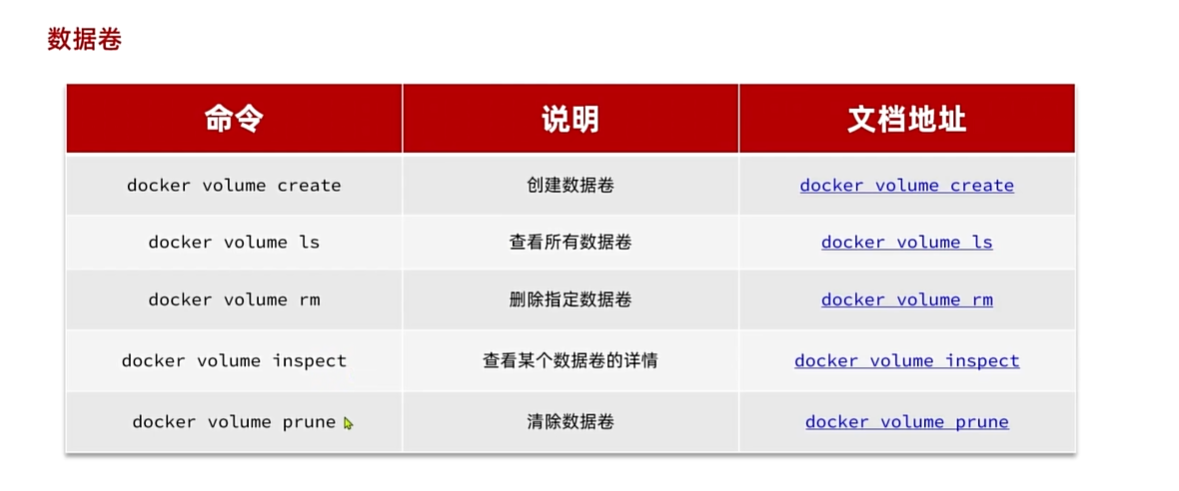 数据卷
命令 说明 文档地址
docker volume create 创建数据卷 docker volume create
docker volume ls 查看所有数据卷 docker volume ls
docker volume rm 删除指定数据卷 docker volume rm
docker volume inspect 查看某个数据卷的详情 docker volume inspect
docker volume prune 清除数据卷 docker volume prune